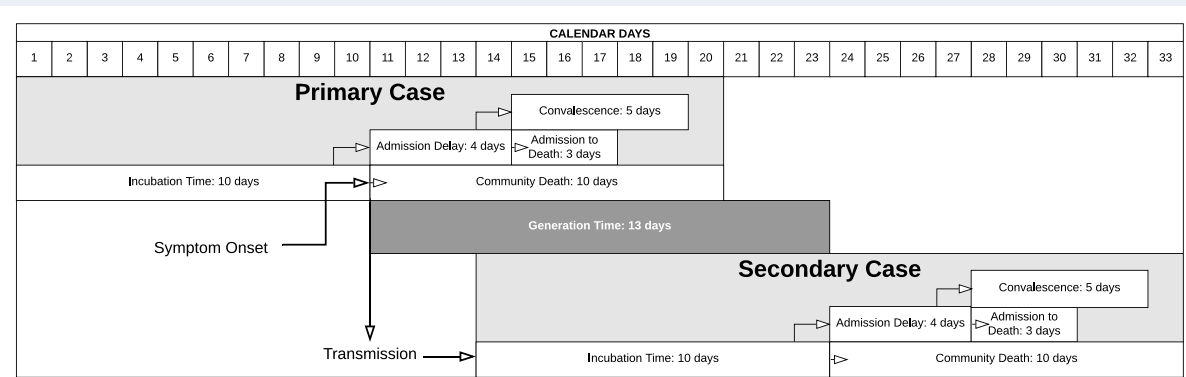 CALENDAR DAYS
1 2 3 4 5 6 7 8 9 10 11 12 13 14 15 16 17 18 19 20 21 22 23 24 25 26 27 28 29 30 31 32 33
Primary Case
Convalescence: 5 days
Admission Delay: 4 days
Admission to
Death: 3 days
Incubation Time: 10 days
Community Death: 10 days
Generation Time: 13 days
Symptom Onset
Secondary Case
Convalescence: 5 days
Admission Delay: 4 days
Admission to
Death: 3 days
Transmission
Incubation Time: 10 days
Community Death: 10 days